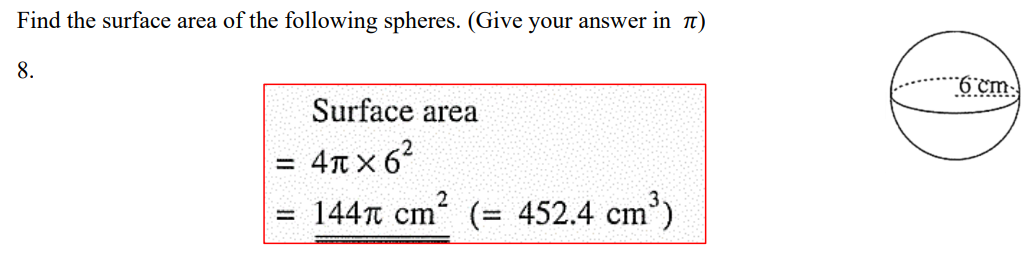 Find the surface area of the following spheres. (Give your answer in π)
8.
6 cm
Surface area
= 4π × 6²
= 144π cm² (= 452.4 cm³)